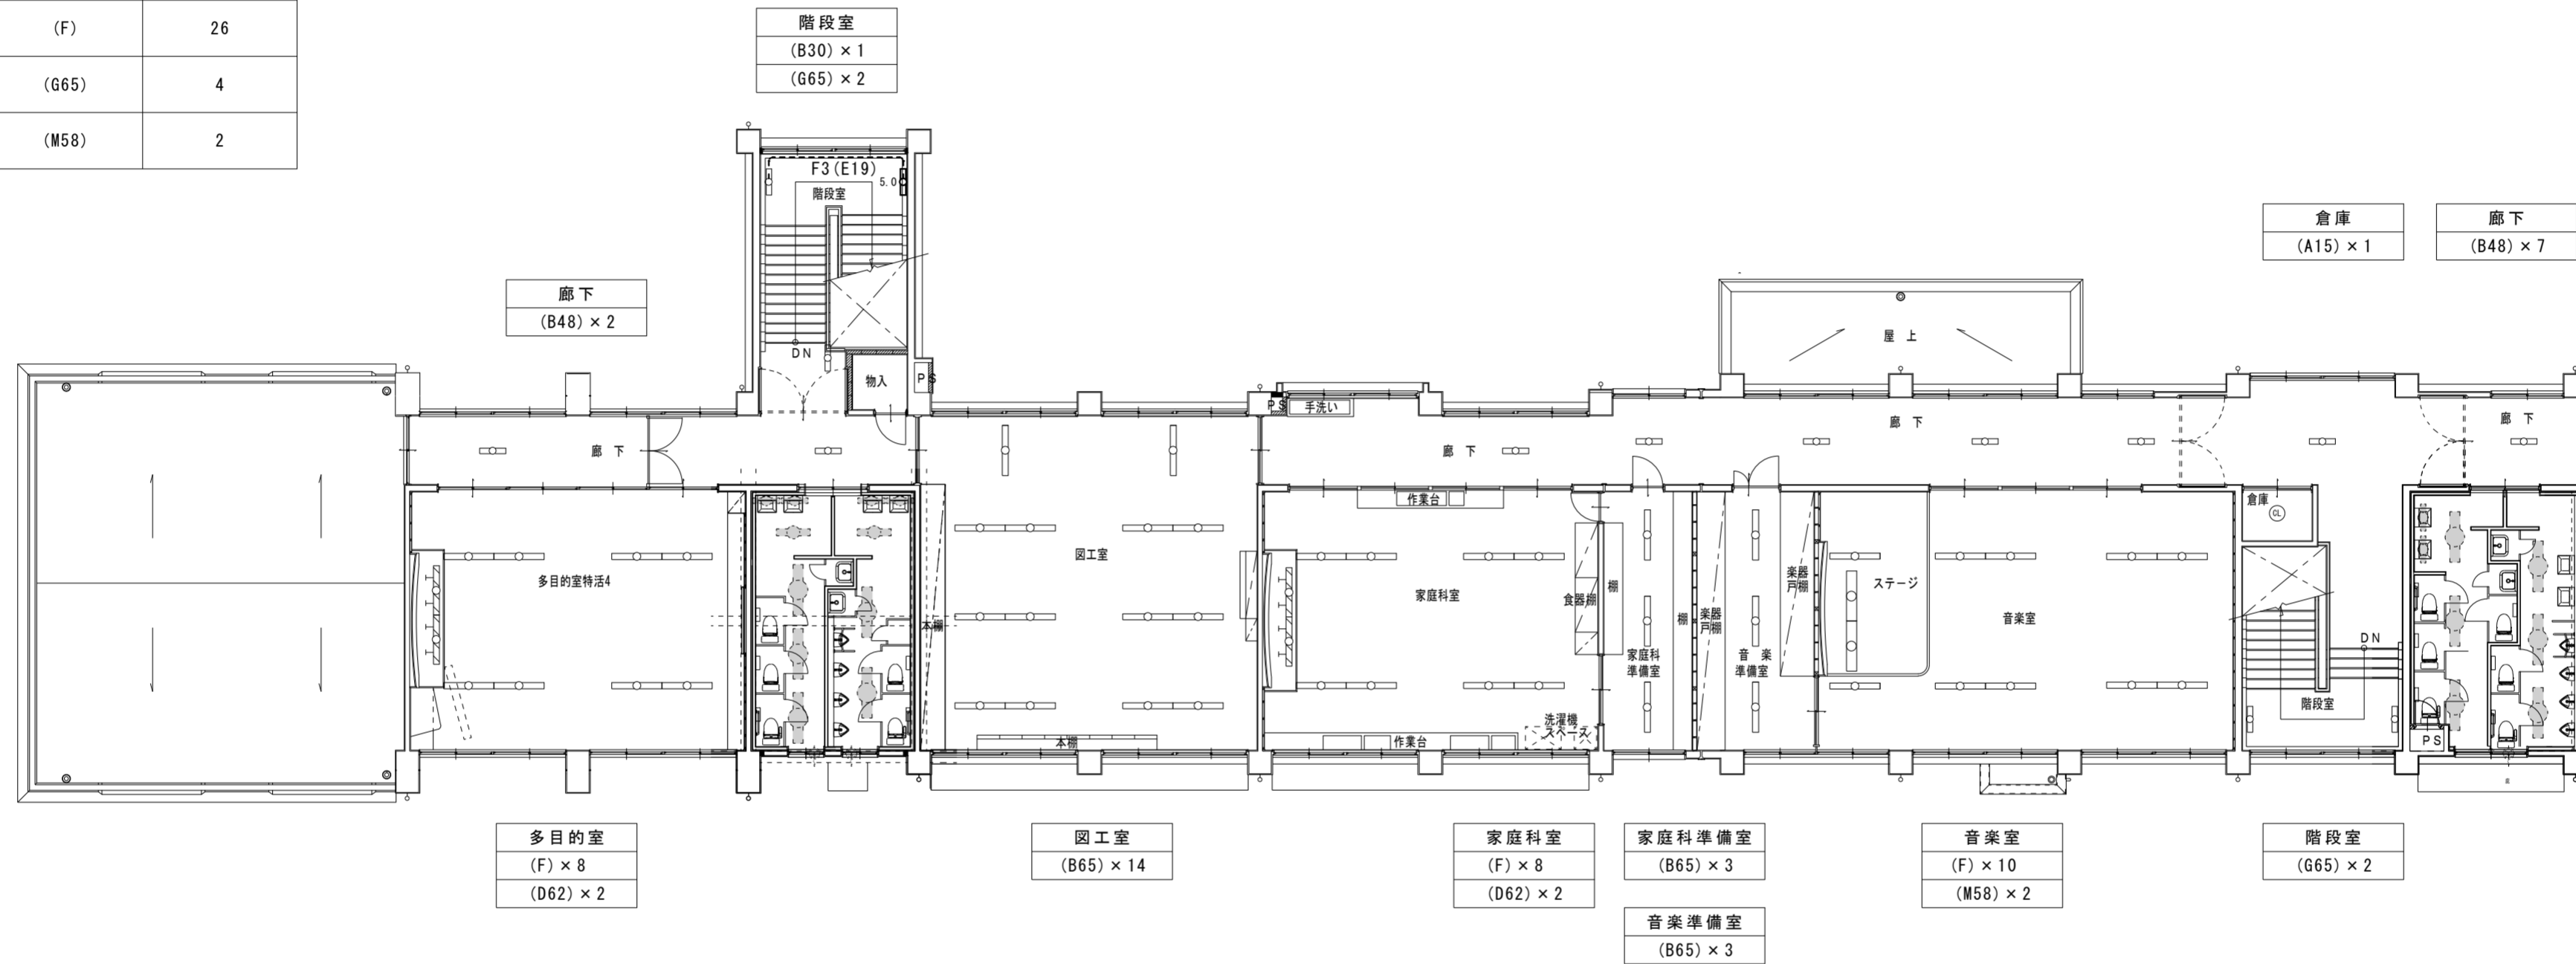 (F) 26
(G65) 4
(M58) 2
階段室
(B30)×1
(G65)×2
倉庫
(A15)×1
廊下
(B48)×7
廊下
(B48)×2
F3(E19)
5.0
階段室
DN
物入
PS
屋 上
PS
手洗い
廊 下
廊 下
廊 下
廊 下
作業台
倉庫
CL
多目的室特活4
図工室
家庭科室
食器棚
棚
棚
楽器
戸棚
楽器
戸棚
ステージ
音楽室
本棚
家庭科
準備室
音 楽
準備室
DN
階段室
洗濯機
スペース
本棚
作業台
PS
多目的室
(F)×8
(D62)×2
図工室
(B65)×14
家庭科室
(F)×8
(D62)×2
家庭科準備室
(B65)×3
音楽準備室
(B65)×3
音楽室
(F)×10
(M58)×2
階段室
(G65)×2